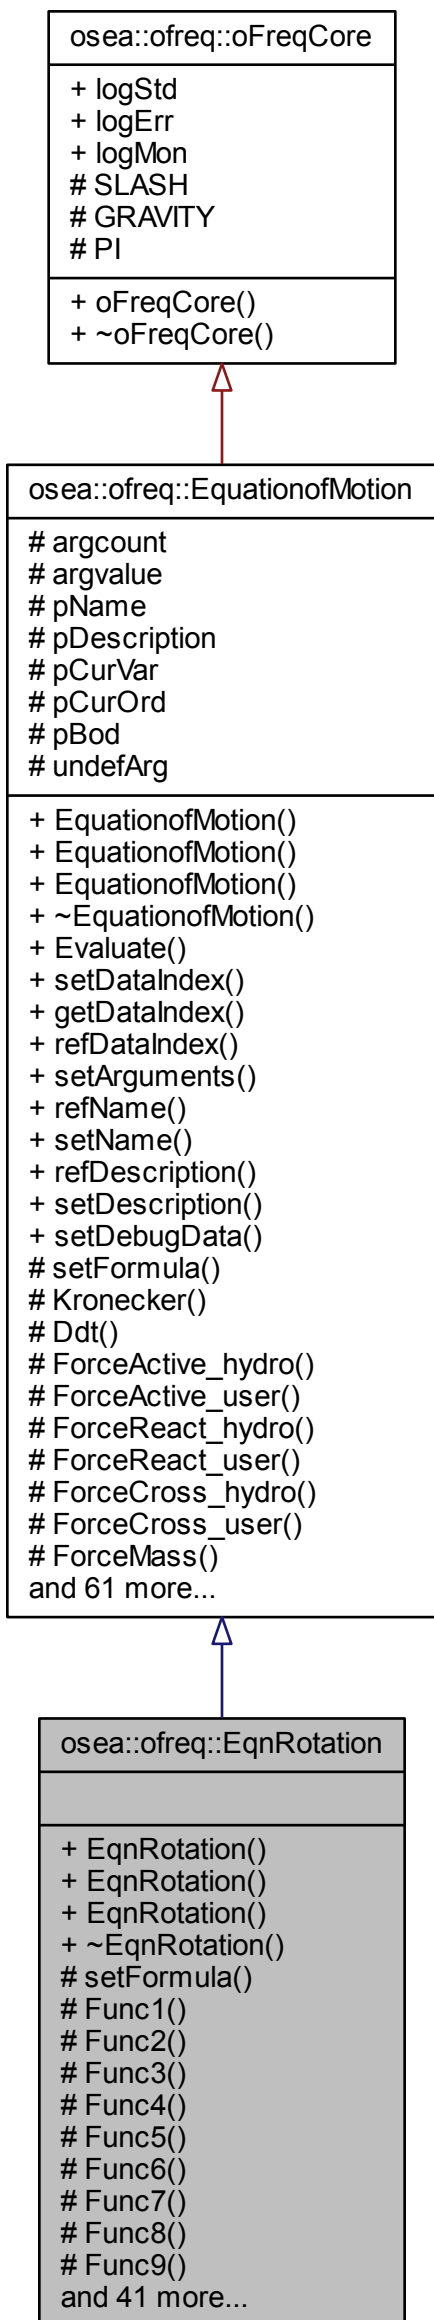 osea::ofreq::oFreqCore
+ logStd
+ logErr
+ logMon
# SLASH
# GRAVITY
# PI
+ oFreqCore()
+ ~oFreqCore()
osea::ofreq::EquationofMotion
# argcount
# argvalue
# pName
# pDescription
# pCurVar
# pCurOrd
# pBod
# undefArg
+ EquationofMotion()
+ EquationofMotion()
+ EquationofMotion()
+ ~EquationofMotion()
+ Evaluate()
+ setDataIndex()
+ getDataIndex()
+ refDataIndex()
+ setArguments()
+ refName()
+ setName()
+ refDescription()
+ setDescription()
+ setDebugData()
# setFormula()
# Kronecker()
# Ddt()
# ForceActive_hydro()
# ForceActive_user()
# ForceReact_hydro()
# ForceReact_user()
# ForceCross_hydro()
# ForceCross_user()
# ForceMass()
and 61 more...
osea::ofreq::EqnRotation
+ EqnRotation()
+ EqnRotation()
+ EqnRotation()
+ ~EqnRotation()
# setFormula()
# Func1()
# Func2()
# Func3()
# Func4()
# Func5()
# Func6()
# Func7()
# Func8()
# Func9()
and 41 more...